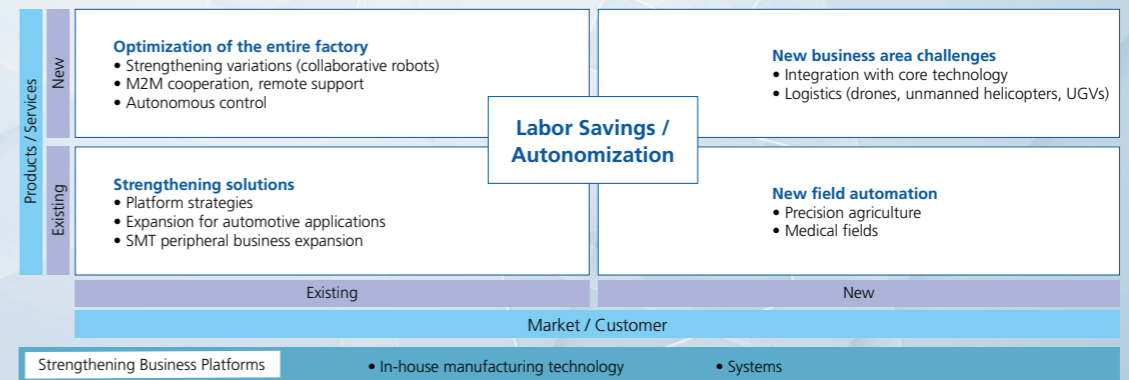 Products / Services
New
Optimization of the entire factory
• Strengthening variations (collaborative robots)
• M2M cooperation, remote support
• Autonomous control
New business area challenges
• Integration with core technology
• Logistics (drones, unmanned helicopters, UGVs)
Labor Savings /
Autonomization
Existing
Strengthening solutions
• Platform strategies
• Expansion for automotive applications
• SMT peripheral business expansion
New field automation
• Precision agriculture
• Medical fields
Existing
New
Market / Customer
Strengthening Business Platforms
• In-house manufacturing technology
• Systems